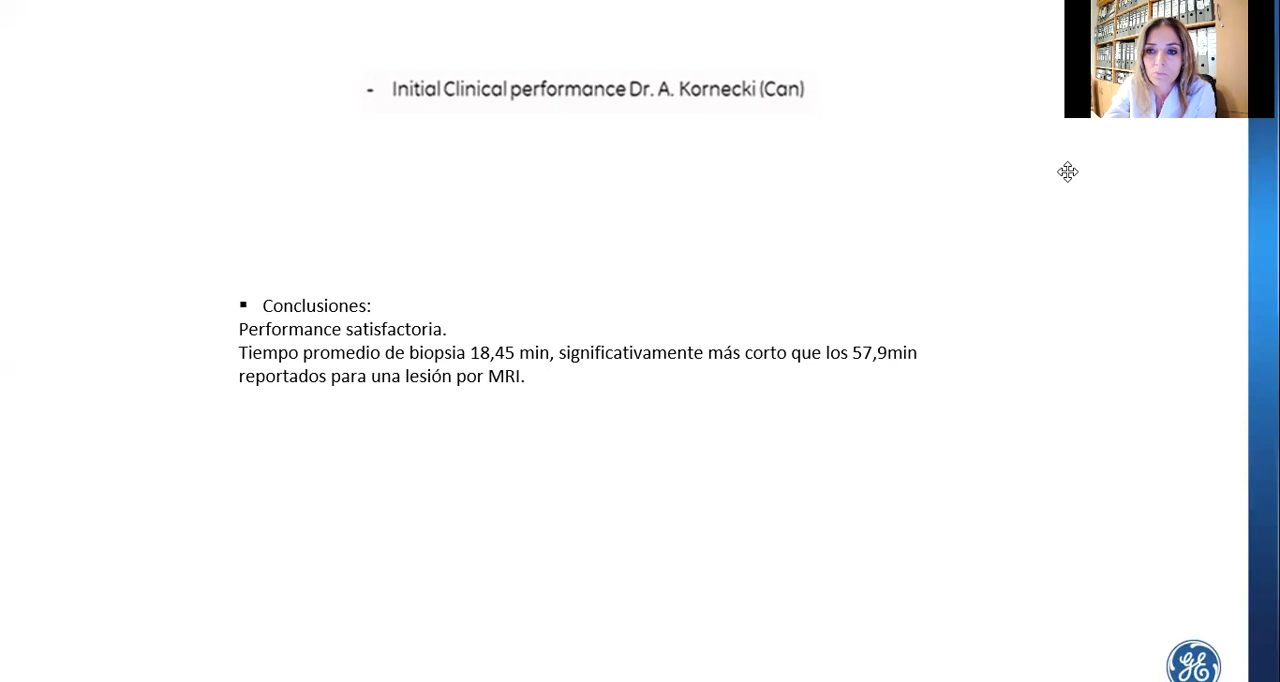 - Initial Clinical performance Dr. A. Kornecki (Can)
▪ Conclusiones:
Performance satisfactoria.
Tiempo promedio de biopsia 18,45 min, significativamente más corto que los 57,9min
reportados para una lesión por MRI.
GE